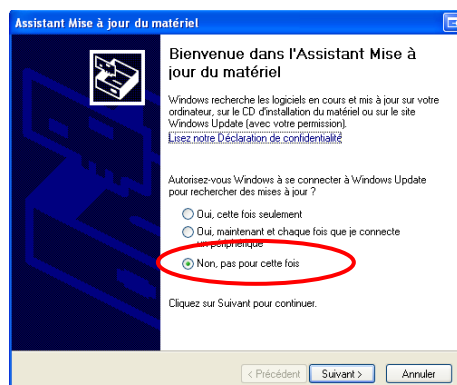 Assistant Mise à jour du matériel
Bienvenue dans l'Assistant Mise à
jour du matériel
Windows recherche les logiciels en cours et mis à jour sur votre
ordinateur, sur le CD d'installation du matériel ou sur le site
Windows Update (avec votre permission).
Lisez notre Déclaration de confidentialité
Autorisez-vous Windows à se connecter à Windows Update
pour rechercher des mises à jour ?
Oui, cette fois seulement
Oui, maintenant et chaque fois que je connecte
un périphérique
Non, pas pour cette fois
Cliquez sur Suivant pour continuer.
< Précédent
Suivant >
Annuler